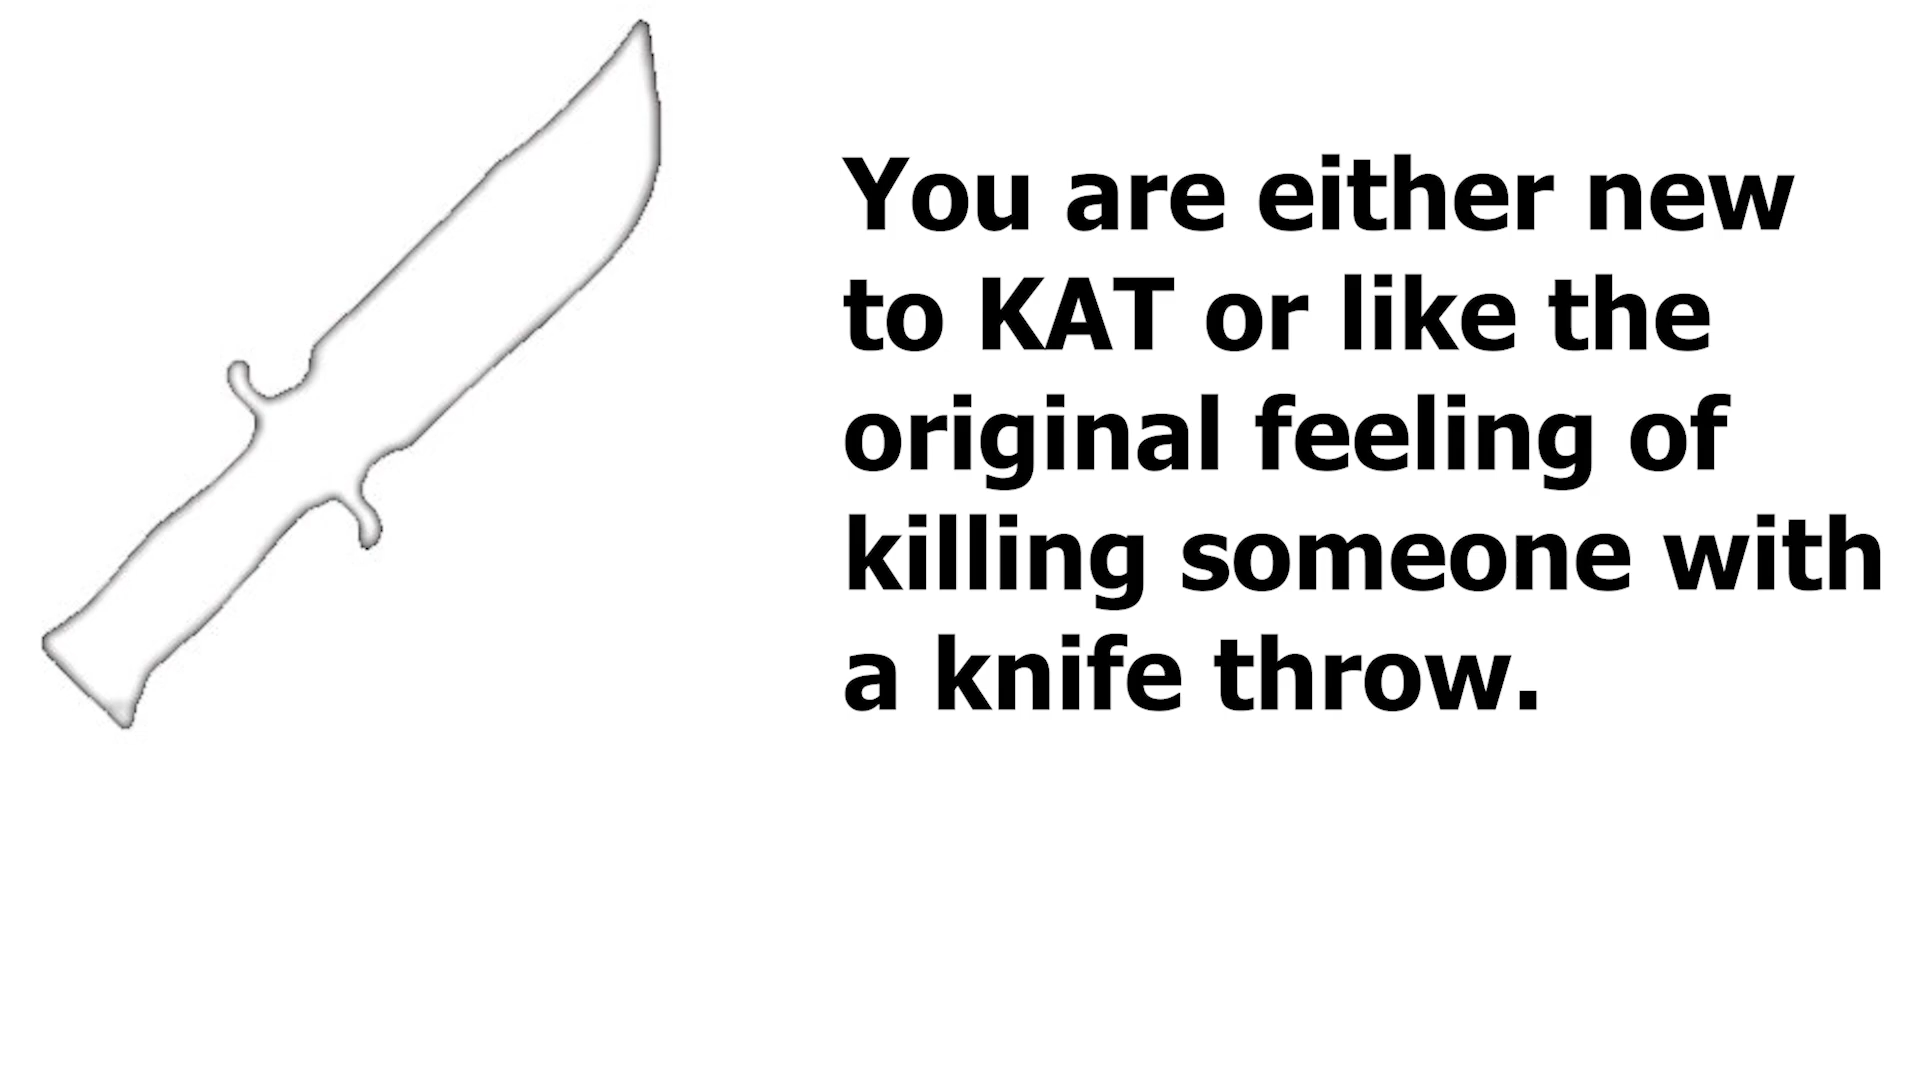 You are either new
to KAT or like the
original feeling of
killing someone with
a knife throw.